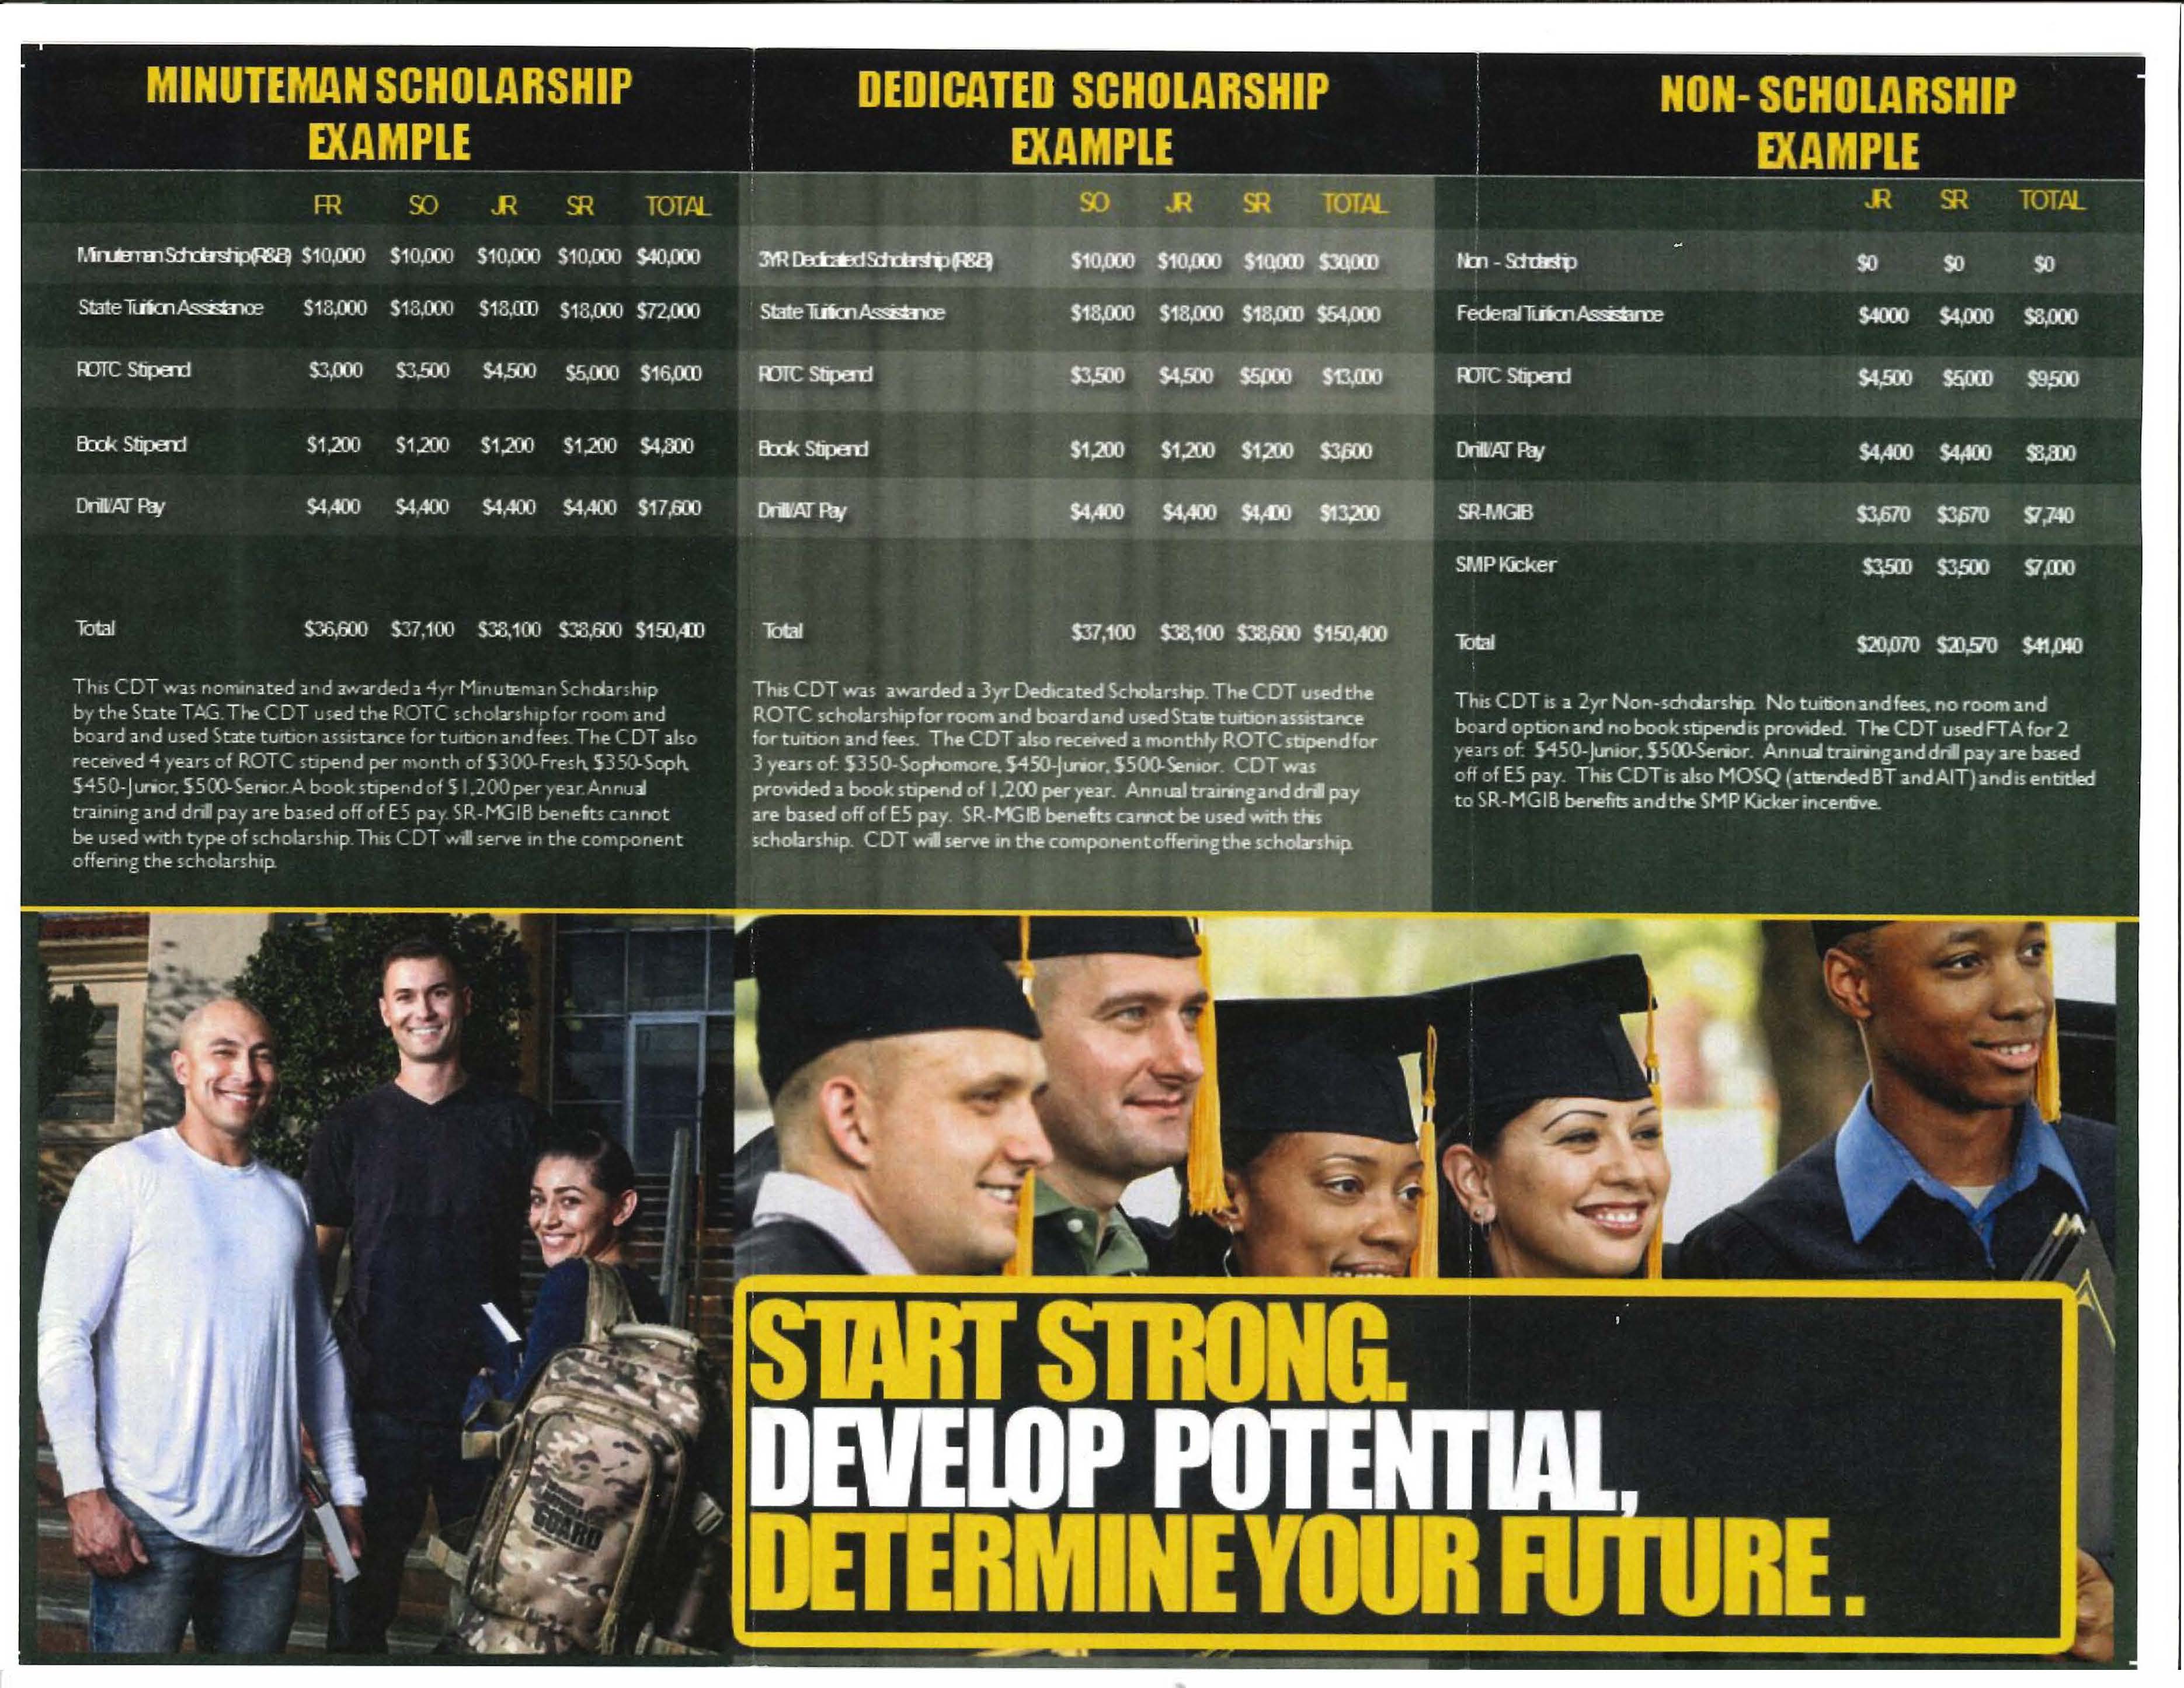 MINUTEMAN SCHOLARSHIP
EXAMPLE
FR SO JR SR TOTAL
Minuteman Scholarship(R&B) $10,000 $10,000 $10,000 $10,000 $40,000
State Tuition Assistance $18,000 $18,000 $18,000 $18,000 $72,000
ROTC Stipend $3,000 $3,500 $4,500 $5,000 $16,000
Book Stipend $1,200 $1,200 $1,200 $1,200 $4,800
Drill/AT Pay $4,400 $4,400 $4,400 $4,400 $17,600
Total $36,600 $37,100 $38,100 $38,600 $150,400
This CDT was nominated and awarded a 4yr Minuteman Scholarship
by the State TAG. The CDT used the ROTC scholarship for room and
board and used State tuition assistance for tuition and fees. The CDT also
received 4 years of ROTC stipend per month of $300-Fresh, $350-Soph,
$450-Junior, $500-Senior. A book stipend of $1,200 per year. Annual
training and drill pay are based off of E5 pay. SR-MGIB benefits cannot
be used with type of scholarship. This CDT will serve in the component
offering the scholarship.
DEDICATED SCHOLARSHIP
EXAMPLE
SO JR SR TOTAL
3YR Dedicated Scholarship (R&B) $10,000 $10,000 $10,000 $30,000
State Tuition Assistance $18,000 $18,000 $18,000 $54,000
ROTC Stipend $3,500 $4,500 $5,000 $13,000
Book Stipend $1,200 $1,200 $1,200 $3,600
Drill/AT Pay $4,400 $4,400 $4,400 $13,200
Total $37,100 $38,100 $38,600 $150,400
This CDT was awarded a 3yr Dedicated Scholarship. The CDT used the
ROTC scholarship for room and board and used State tuition assistance
for tuition and fees. The CDT also received a monthly ROTC stipend for
3 years of: $350-Sophomore, $450-Junior, $500-Senior. CDT was
provided a book stipend of 1,200 per year. Annual training and drill pay
are based off of E5 pay. SR-MGIB benefits cannot be used with this
scholarship. CDT will serve in the component offering the scholarship.
NON- SCHOLARSHIP
EXAMPLE
JR SR TOTAL
Non - Scholarship $0 $0 $0
Federal Tuition Assistance $4000 $4,000 $8,000
ROTC Stipend $4,500 $5,000 $9,500
Drill/AT Pay $4,400 $4,400 $8,800
SR-MGIB $3,670 $3,670 $7,740
SMP Kicker $3,500 $3,500 $7,000
Total $20,070 $20,570 $41,040
This CDT is a 2yr Non-scholarship. No tuition and fees, no room and
board option and no book stipend is provided. The CDT used FTA for 2
years of: $450-Junior, $500-Senior. Annual training and drill pay are based
off of E5 pay. This CDT is also MOSQ (attended BT and AIT) and is entitled
to SR-MGIB benefits and the SMP Kicker incentive.
GUARD
START STRONG.
DEVELOP POTENTIAL,
DETERMINE YOUR FUTURE.